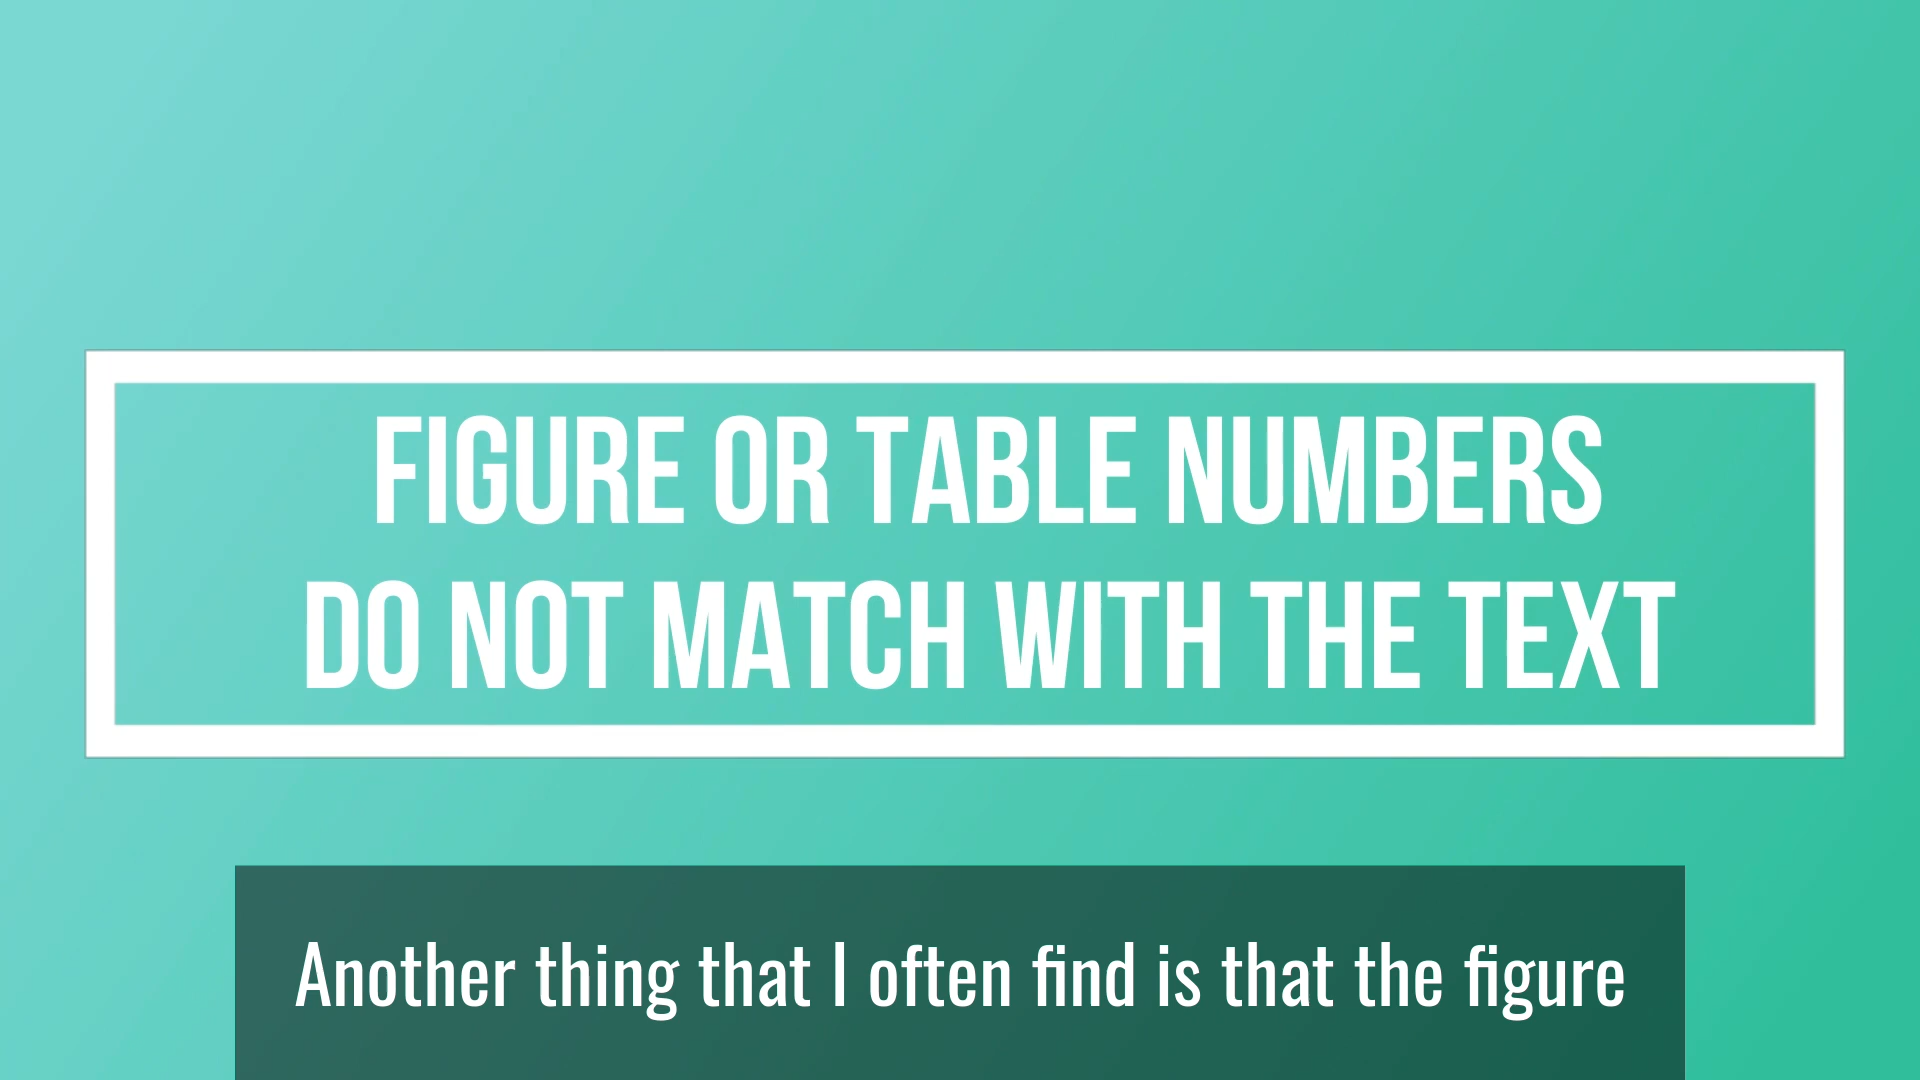 FIGURE OR TABLE NUMBERS
DO NOT MATCH WITH THE TEXT
Another thing that I often find is that the figure